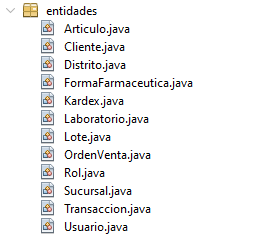 entidades
Articulo.java
Cliente.java
Distrito.java
FormaFarmaceutica.java
Kardex.java
Laboratorio.java
Lote.java
OrdenVenta.java
Rol.java
Sucursal.java
Transaccion.java
Usuario.java